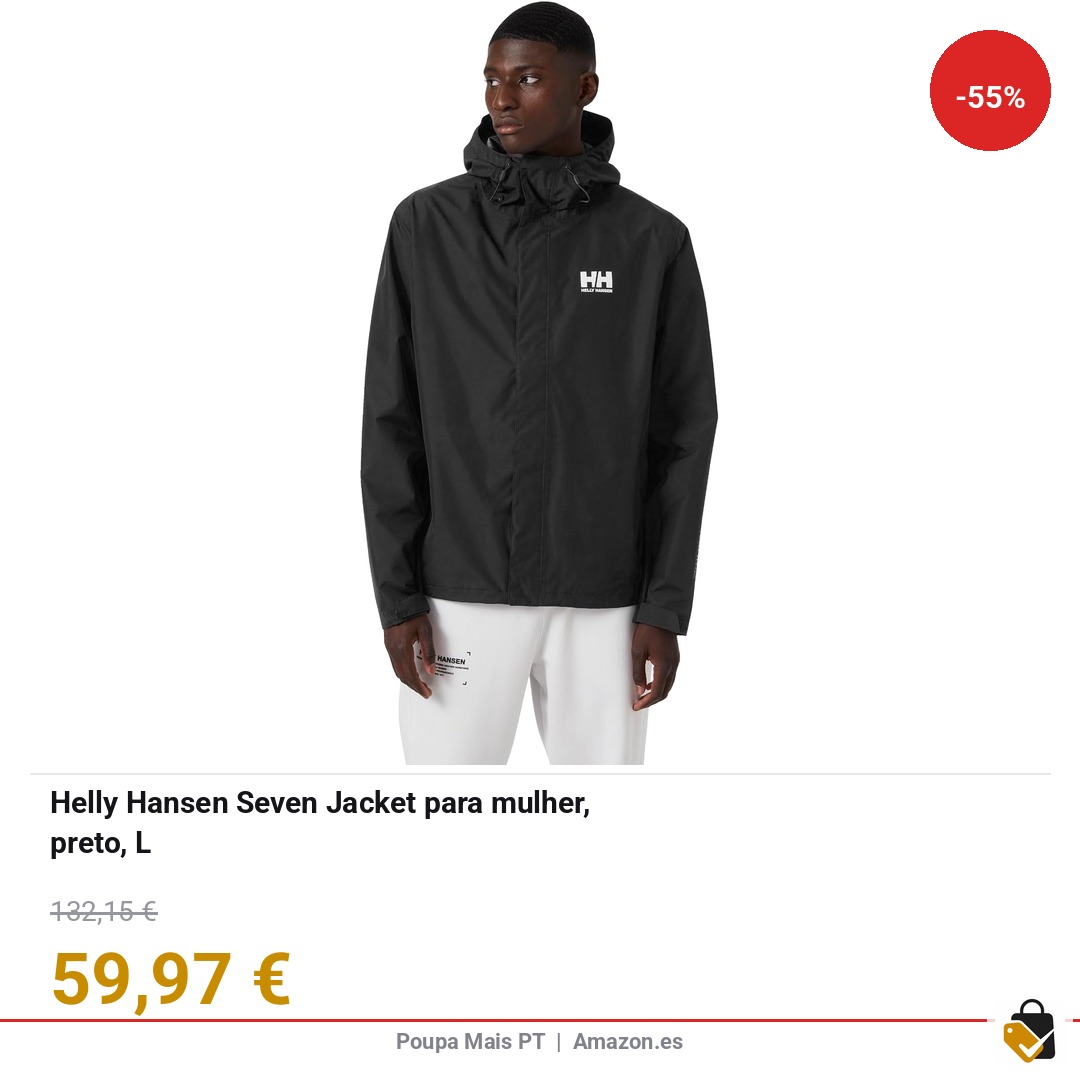 -55%
HH
HELLY HANSEN
HANSEN
Helly Hansen Seven Jacket para mulher,
preto, L
132,15 €
59,97 €
Poupa Mais PT | Amazon.es